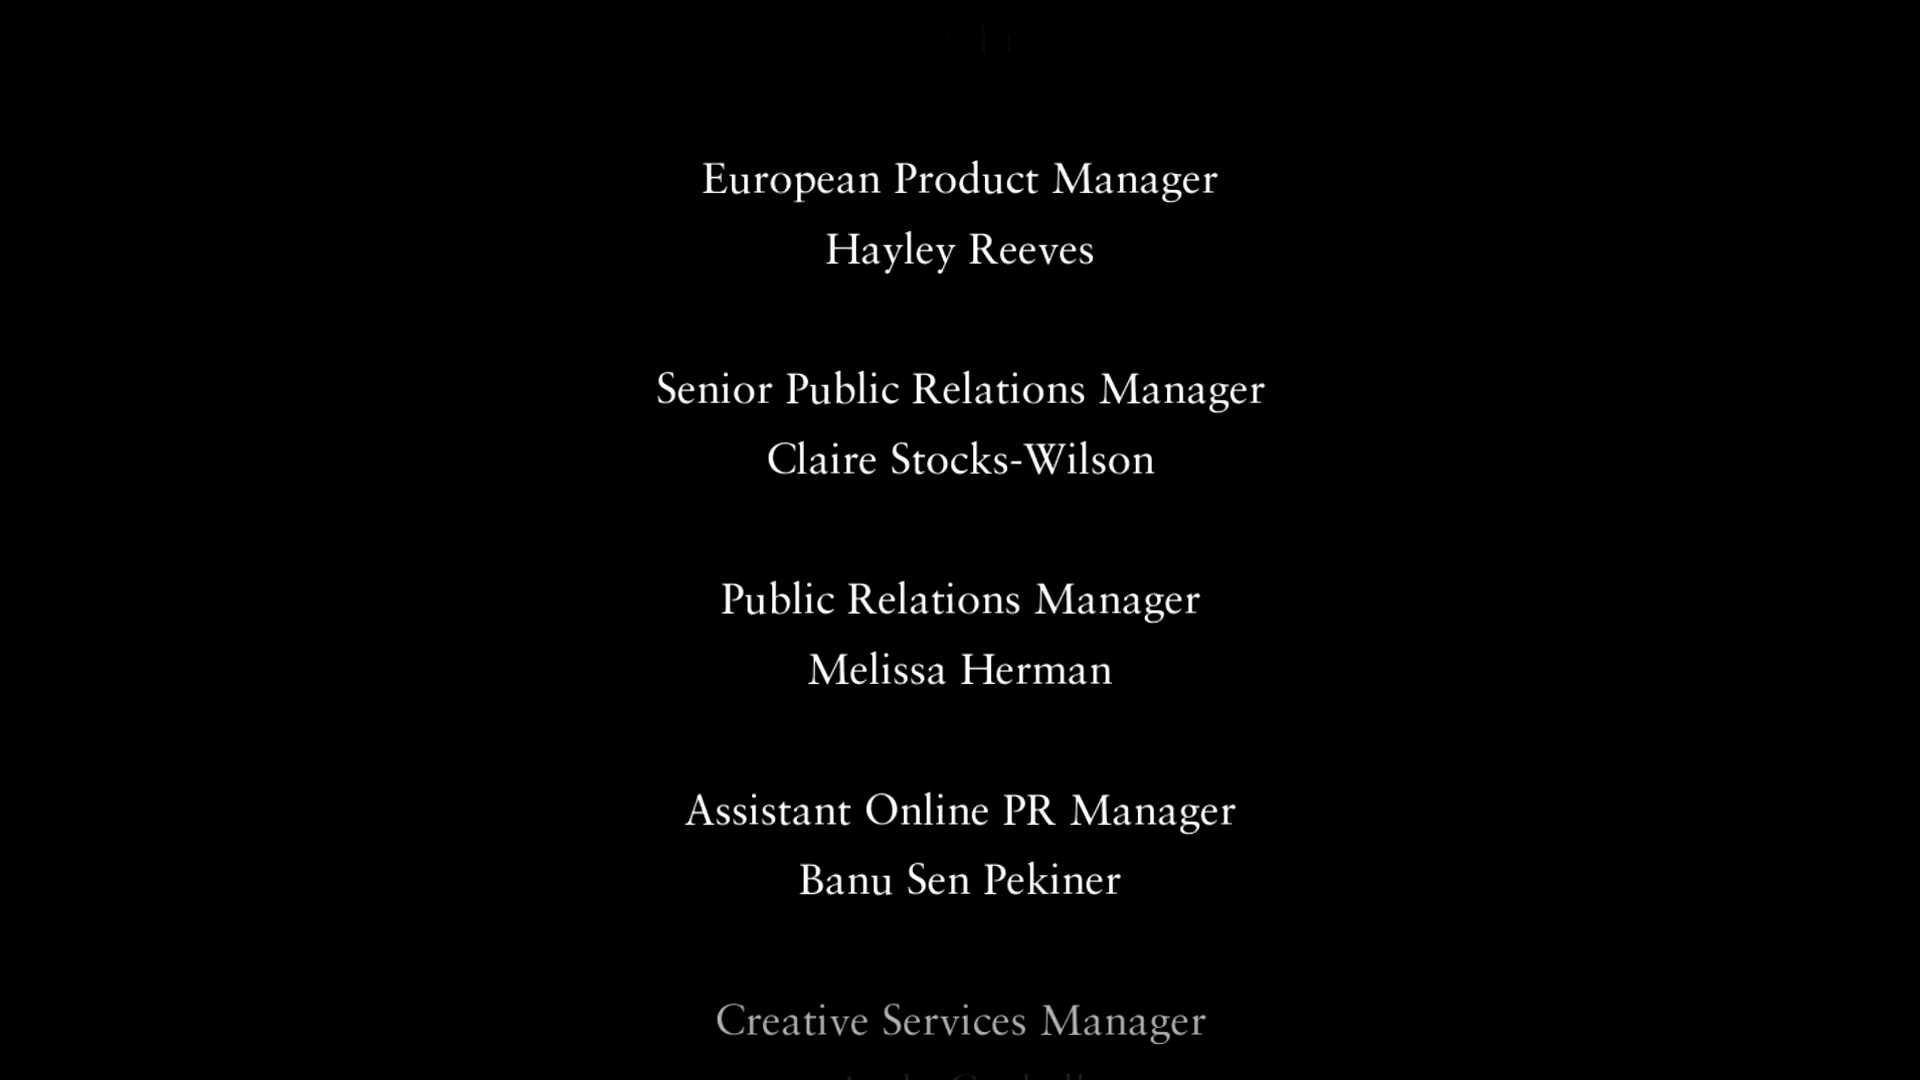 European Product Manager
Hayley Reeves
Senior Public Relations Manager
Claire Stocks-Wilson
Public Relations Manager
Melissa Herman
Assistant Online PR Manager
Banu Sen Pekiner
Creative Services Manager